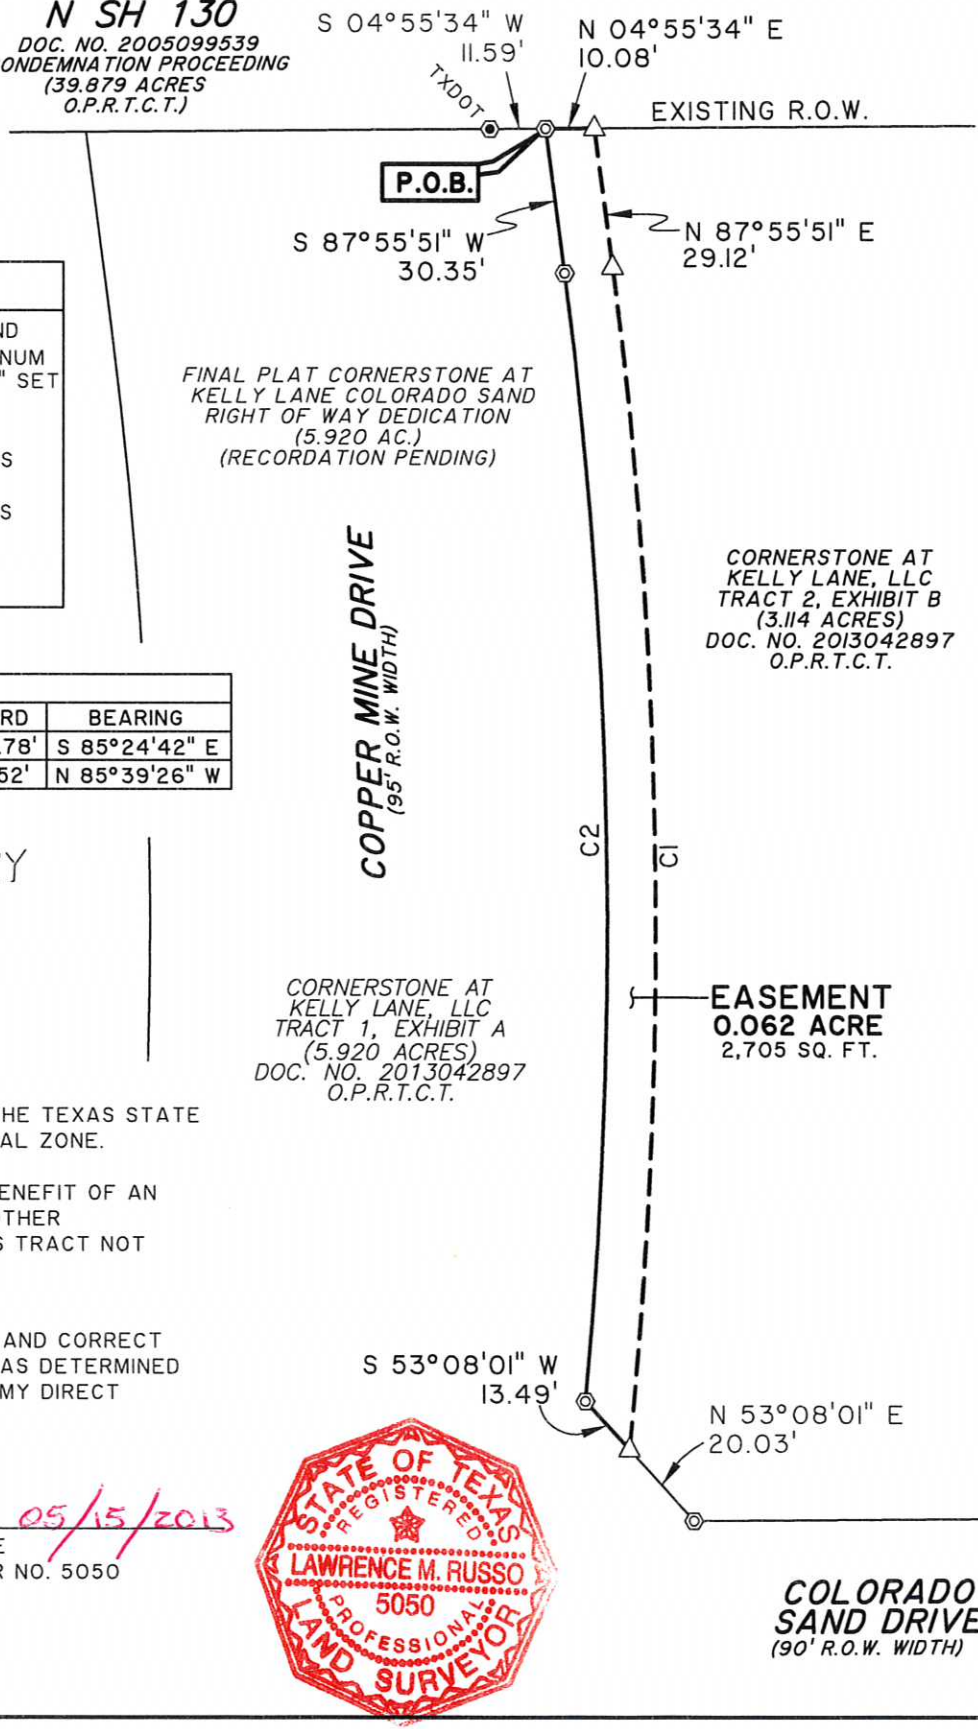 N SH 130
DOC. NO. 2005099539
ONDEMNATION PROCEEDING
(39.879 ACRES
O.P.R.T.C.T.)
S 04°55'34" W
11.59'
N 04°55'34" E
10.08'
TXDOT
EXISTING R.O.W.
P.O.B.
S 87°55'51" W
30.35'
N 87°55'51" E
29.12'
ND
NUM
" SET
S
S
FINAL PLAT CORNERSTONE AT
KELLY LANE COLORADO SAND
RIGHT OF WAY DEDICATION
(5.920 AC.)
(RECORDATION PENDING)
COPPER MINE DRIVE
(95' R.O.W. WIDTH)
CORNERSTONE AT
KELLY LANE, LLC
TRACT 2, EXHIBIT B
(3.114 ACRES)
DOC. NO. 2013042897
O.P.R.T.C.T.
RD BEARING
.78' S 85°24'42" E
52' N 85°39'26" W
Y
C2
C1
CORNERSTONE AT
KELLY LANE, LLC
TRACT 1, EXHIBIT A
(5.920 ACRES)
DOC. NO. 2013042897
O.P.R.T.C.T.
EASEMENT
0.062 ACRE
2,705 SQ. FT.
HE TEXAS STATE
AL ZONE.
ENEFIT OF AN
OTHER
S TRACT NOT
AND CORRECT
AS DETERMINED
MY DIRECT
S 53°08'01" W
13.49'
N 53°08'01" E
20.03'
05/15/2013
E
R NO. 5050
STATE OF TEXAS
REGISTERED
LAWRENCE M. RUSSO
5050
PROFESSIONAL
LAND SURVEYOR
COLORADO
SAND DRIVE
(90' R.O.W. WIDTH)